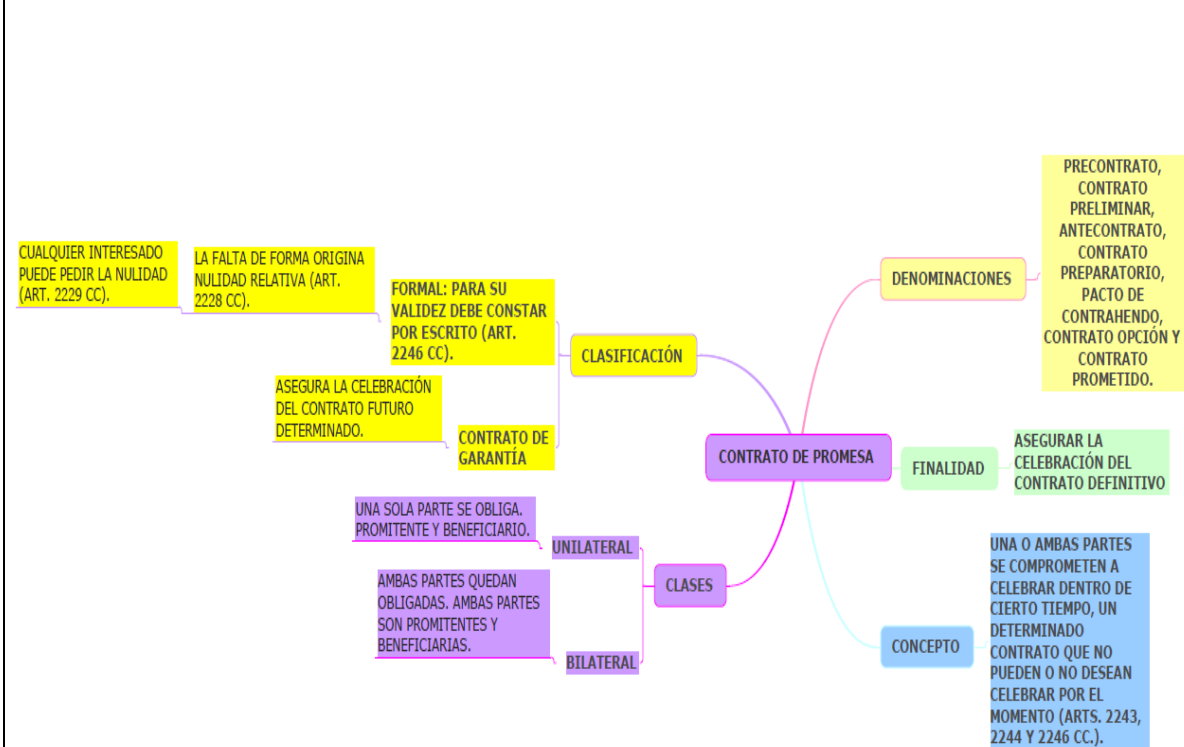 CONTRATO DE PROMESA
DENOMINACIONES
PRECONTRATO,
CONTRATO
PRELIMINAR,
ANTECONTRATO,
CONTRATO
PREPARATORIO,
PACTO DE
CONTRAHENDO,
CONTRATO OPCIÓN Y
CONTRATO
PROMETIDO.
FINALIDAD
ASEGURAR LA
CELEBRACIÓN DEL
CONTRATO DEFINITIVO
CONCEPTO
UNA O AMBAS PARTES
SE COMPROMETEN A
CELEBRAR DENTRO DE
CIERTO TIEMPO, UN
DETERMINADO
CONTRATO QUE NO
PUEDEN O NO DESEAN
CELEBRAR POR EL
MOMENTO (ARTS. 2243,
2244 Y 2246 CC.).
CLASIFICACIÓN
FORMAL: PARA SU
VALIDEZ DEBE CONSTAR
POR ESCRITO (ART.
2246 CC).
LA FALTA DE FORMA ORIGINA
NULIDAD RELATIVA (ART.
2228 CC).
CUALQUIER INTERESADO
PUEDE PEDIR LA NULIDAD
(ART. 2229 CC).
CONTRATO DE
GARANTÍA
ASEGURA LA CELEBRACIÓN
DEL CONTRATO FUTURO
DETERMINADO.
CLASES
UNILATERAL
UNA SOLA PARTE SE OBLIGA.
PROMITENTE Y BENEFICIARIO.
BILATERAL
AMBAS PARTES QUEDAN
OBLIGADAS. AMBAS PARTES
SON PROMITENTES Y
BENEFICIARIAS.